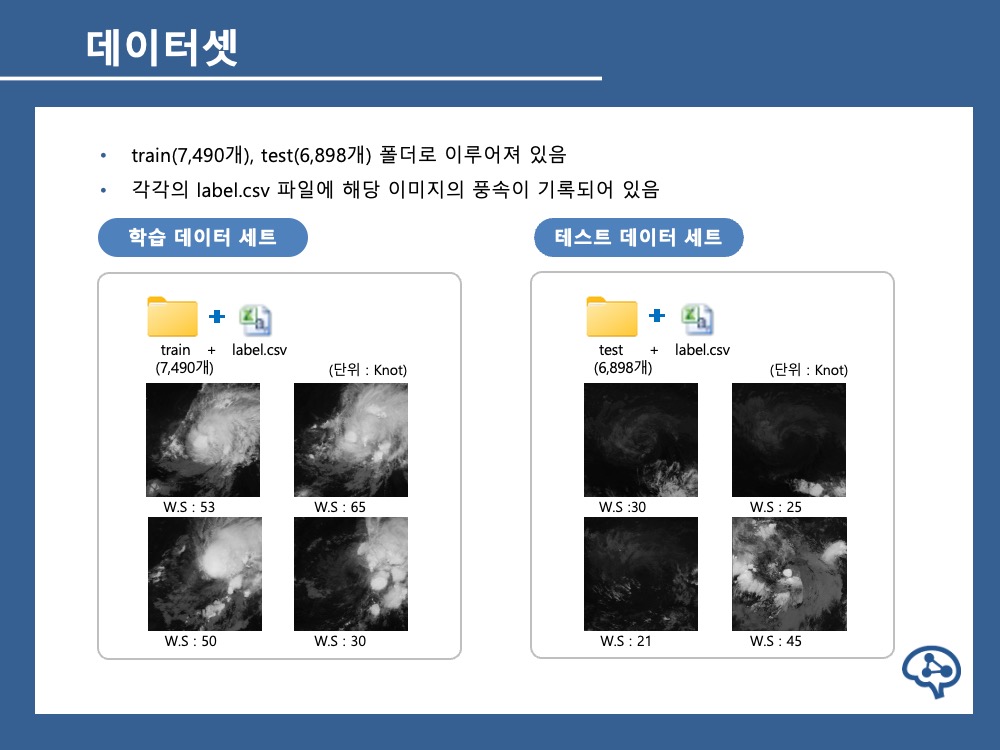 데이터셋
• train(7,490개), test(6,898개) 폴더로 이루어져 있음
• 각각의 label.csv 파일에 해당 이미지의 풍속이 기록되어 있음
학습 데이터 세트
train + label.csv
(7,490개)
(단위 : Knot)
W.S : 53
W.S : 65
W.S : 50
W.S : 30
테스트 데이터 세트
test + label.csv
(6,898개)
(단위 : Knot)
W.S :30
W.S : 25
W.S : 21
W.S : 45